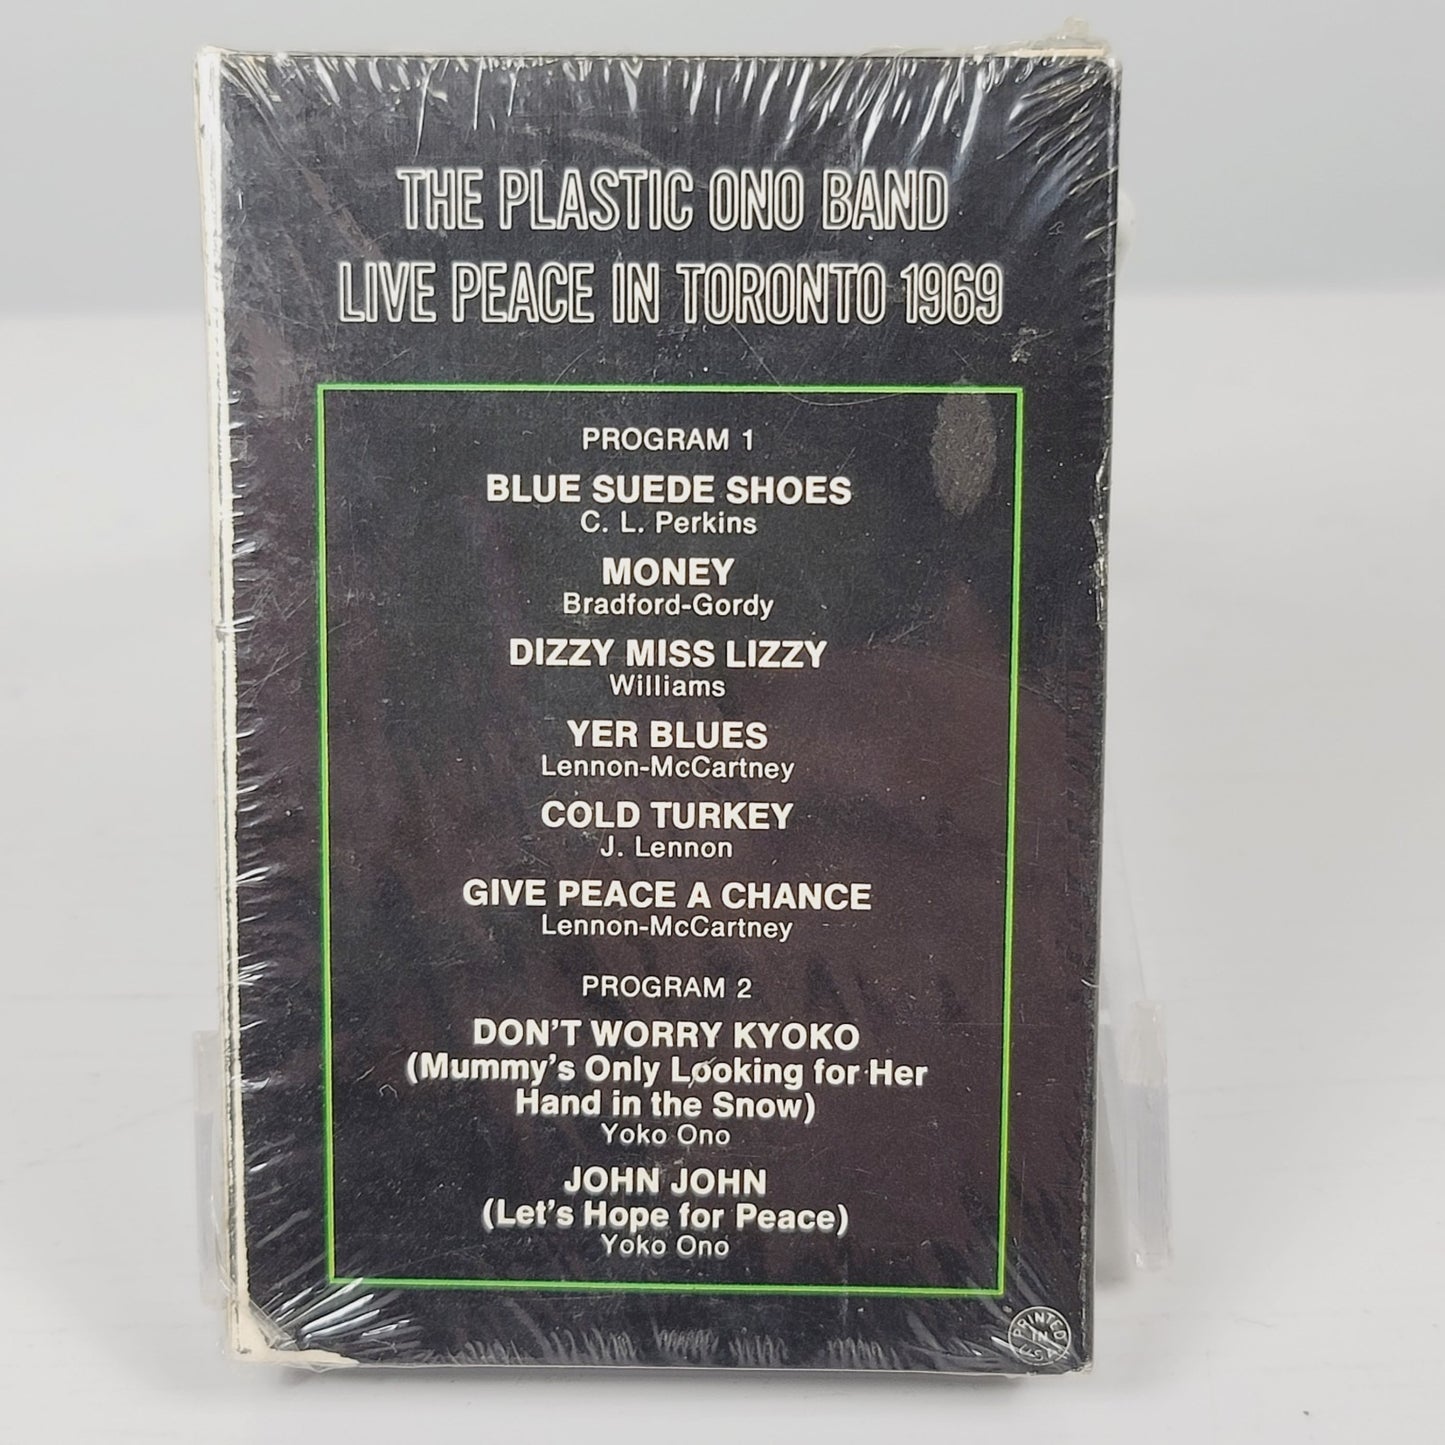 THE PLASTIC ONO BAND
LIVE PEACE IN TORONTO 1969
PROGRAM 1
BLUE SUEDE SHOES
C. L. Perkins
MONEY
Bradford-Gordy
DIZZY MISS LIZZY
Williams
YER BLUES
Lennon-McCartney
COLD TURKEY
J. Lennon
GIVE PEACE A CHANCE
Lennon-McCartney
PROGRAM 2
DON'T WORRY KYOKO
(Mummy's Only Looking for Her
Hand in the Snow)
Yoko Ono
JOHN JOHN
(Let's Hope for Peace)
Yoko Ono
PRINTED
IN
U.S.A.